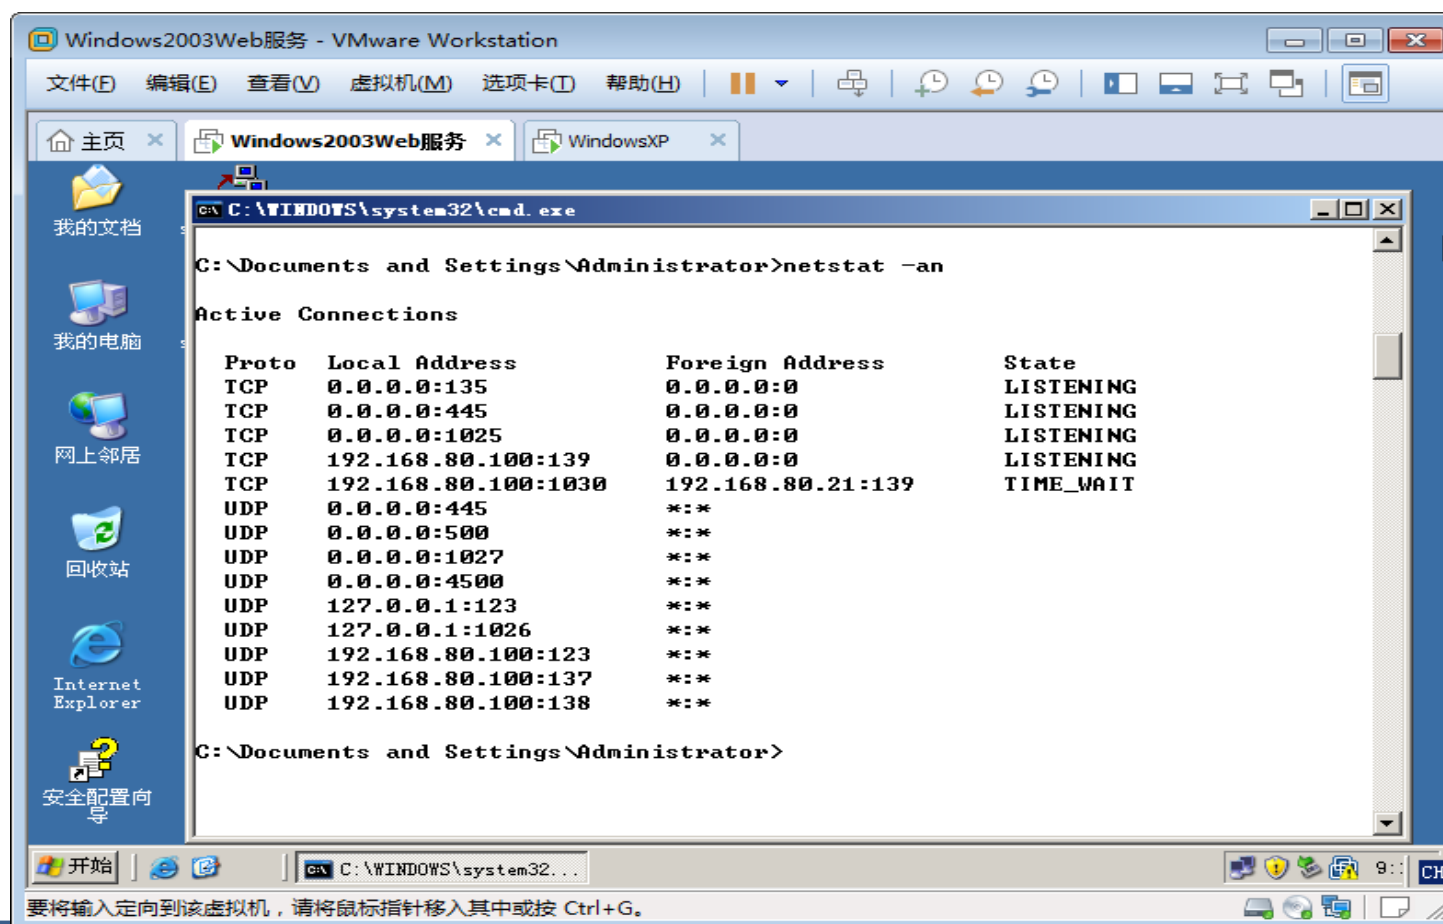 Windows2003Web服务 - VMware Workstation
文件(F) 编辑(E) 查看(V) 虚拟机(M) 选项卡(T) 帮助(H)
主页 Windows2003Web服务 WindowsXP
我的文档
我的电脑
网上邻居
回收站
Internet
Explorer
安全配置向
导
C:\WINDOWS\system32\cmd.exe
C:\Documents and Settings\Administrator>netstat -an
Active Connections
Proto Local Address Foreign Address State
TCP 0.0.0.0:135 0.0.0.0:0 LISTENING
TCP 0.0.0.0:445 0.0.0.0:0 LISTENING
TCP 0.0.0.0:1025 0.0.0.0:0 LISTENING
TCP 192.168.80.100:139 0.0.0.0:0 LISTENING
TCP 192.168.80.100:1030 192.168.80.21:139 TIME_WAIT
UDP 0.0.0.0:445 *:*
UDP 0.0.0.0:500 *:*
UDP 0.0.0.0:1027 *:*
UDP 0.0.0.0:4500 *:*
UDP 127.0.0.1:123 *:*
UDP 127.0.0.1:1026 *:*
UDP 192.168.80.100:123 *:*
UDP 192.168.80.100:137 *:*
UDP 192.168.80.100:138 *:*
C:\Documents and Settings\Administrator>
开始 C:\WINDOWS\system32... CH
要将输入定向到该虚拟机，请将鼠标指针移入其中或按 Ctrl+G。